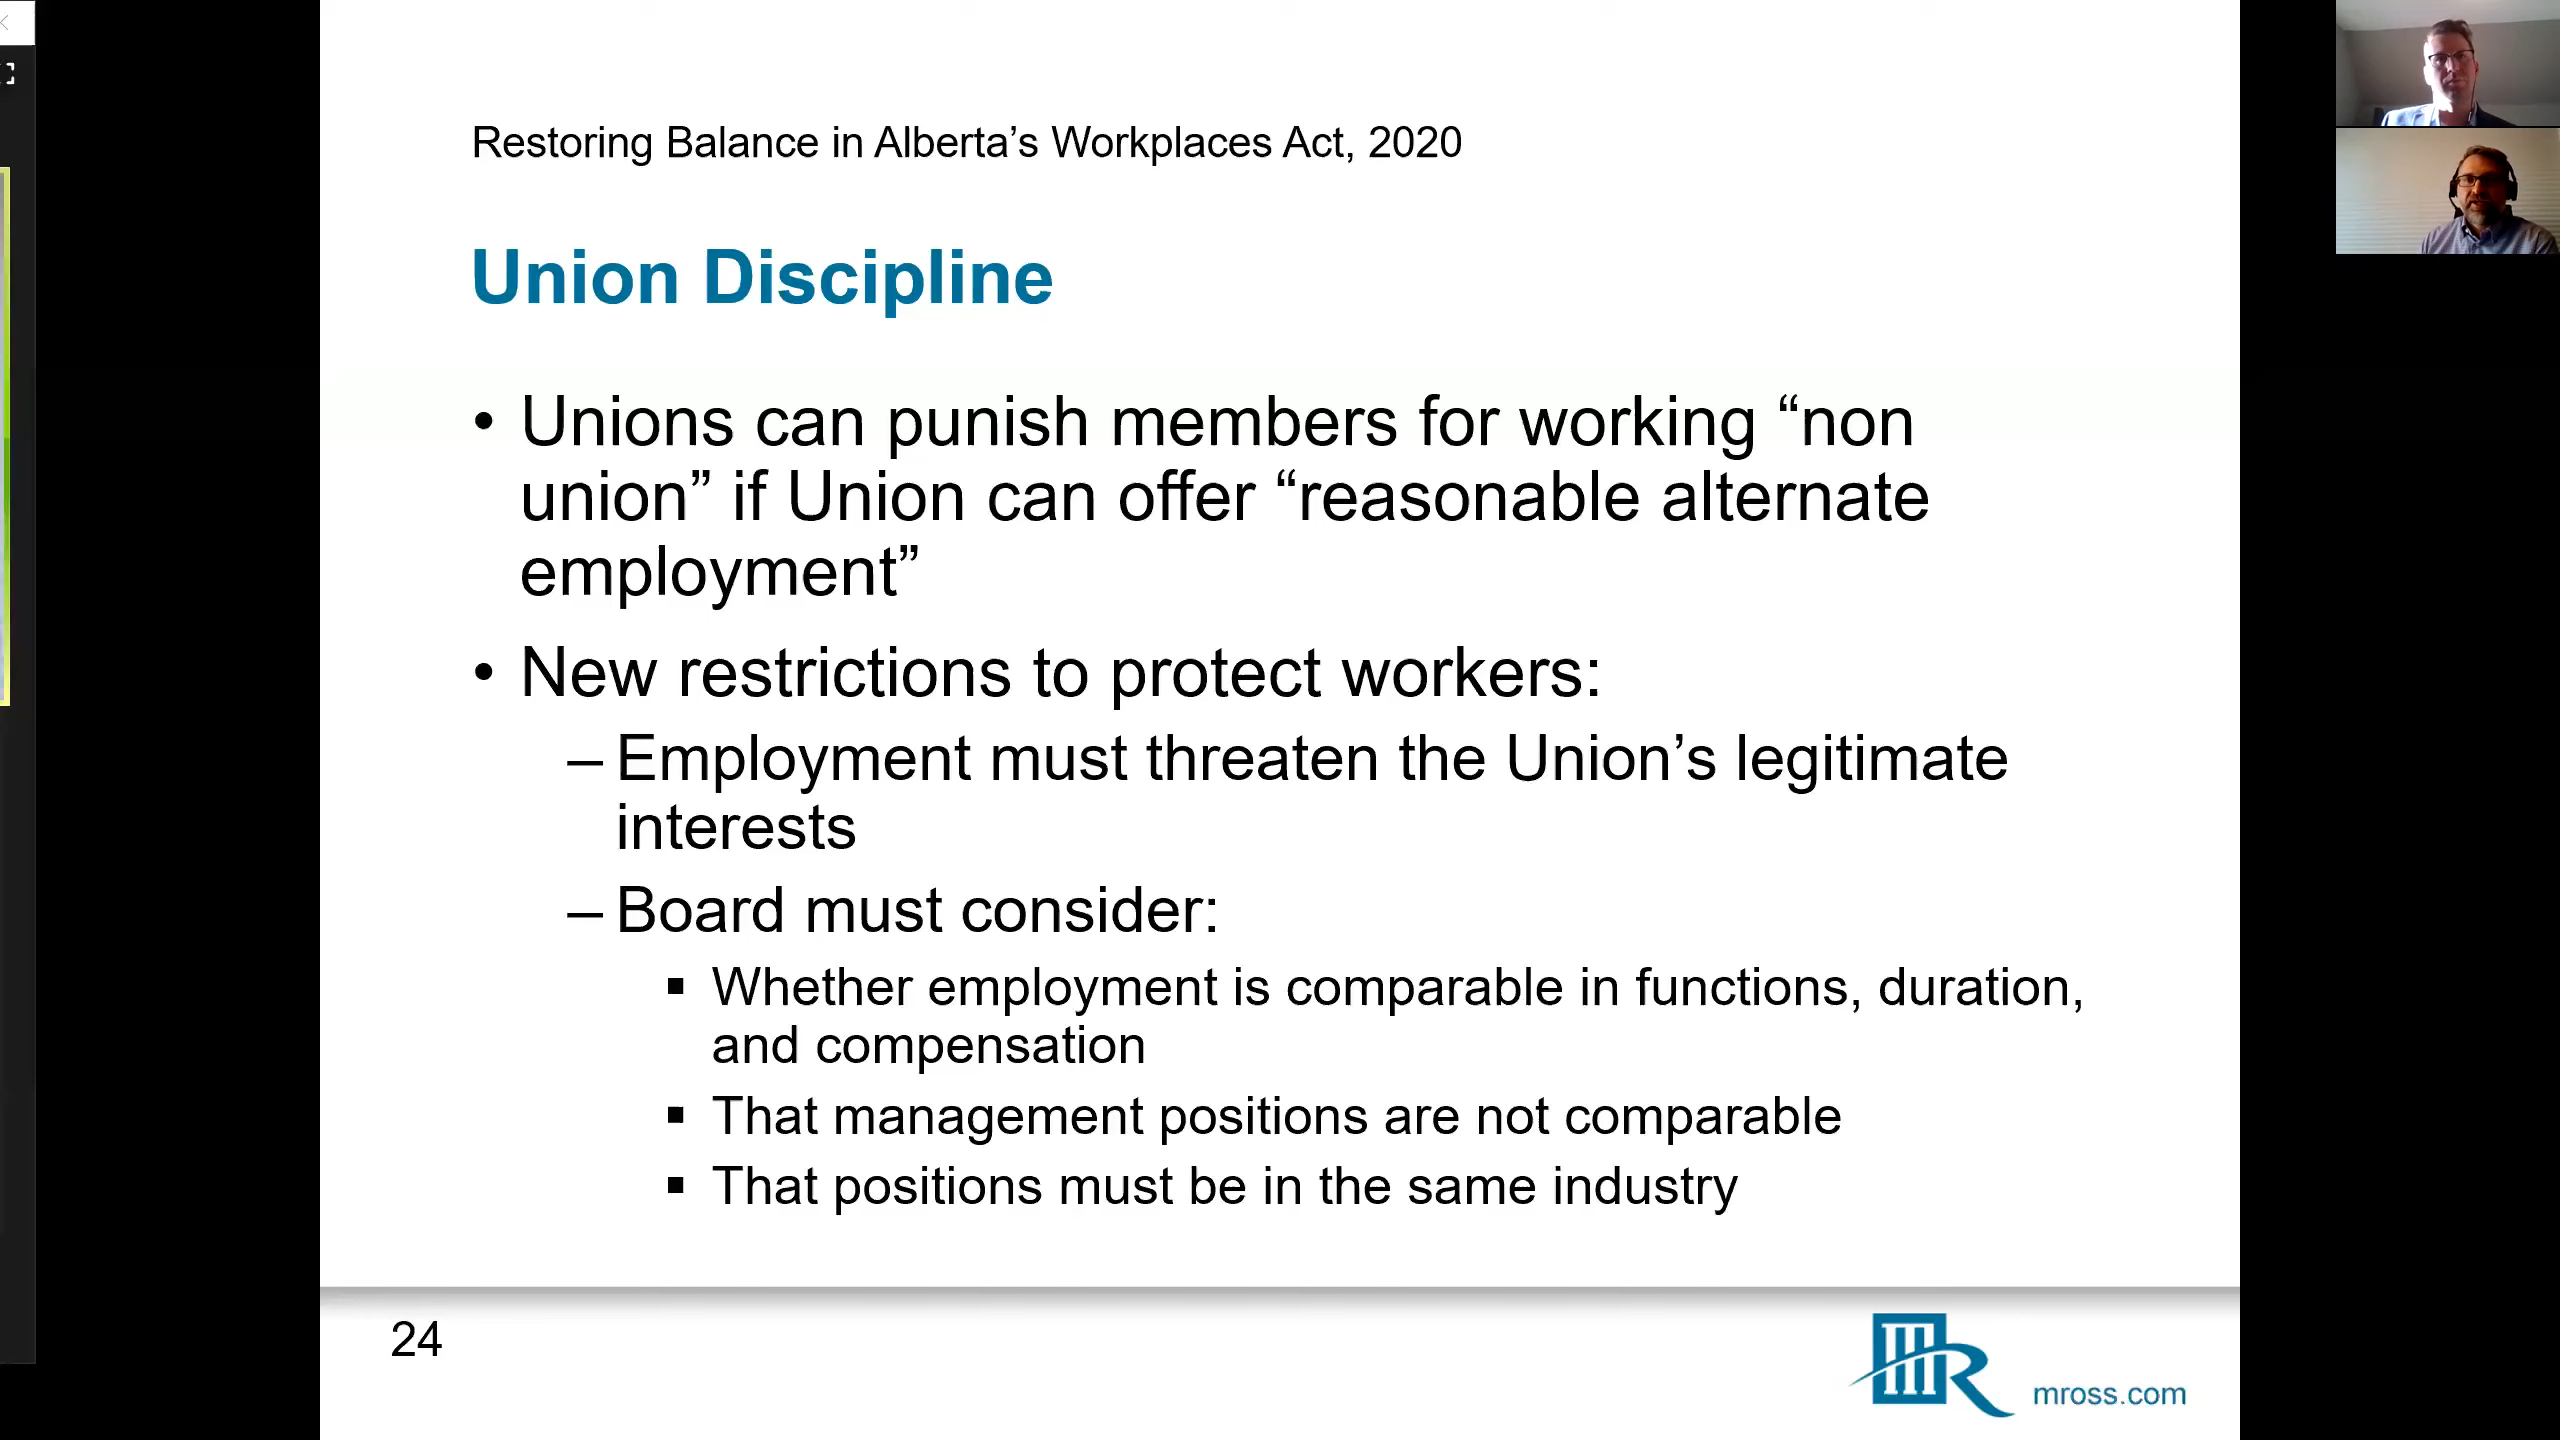 Restoring Balance in Alberta’s Workplaces Act, 2020
Union Discipline
• Unions can punish members for working “non
union” if Union can offer “reasonable alternate
employment”
• New restrictions to protect workers:
– Employment must threaten the Union’s legitimate
interests
– Board must consider:
▪ Whether employment is comparable in functions, duration,
and compensation
▪ That management positions are not comparable
▪ That positions must be in the same industry
24
MR
mross.com